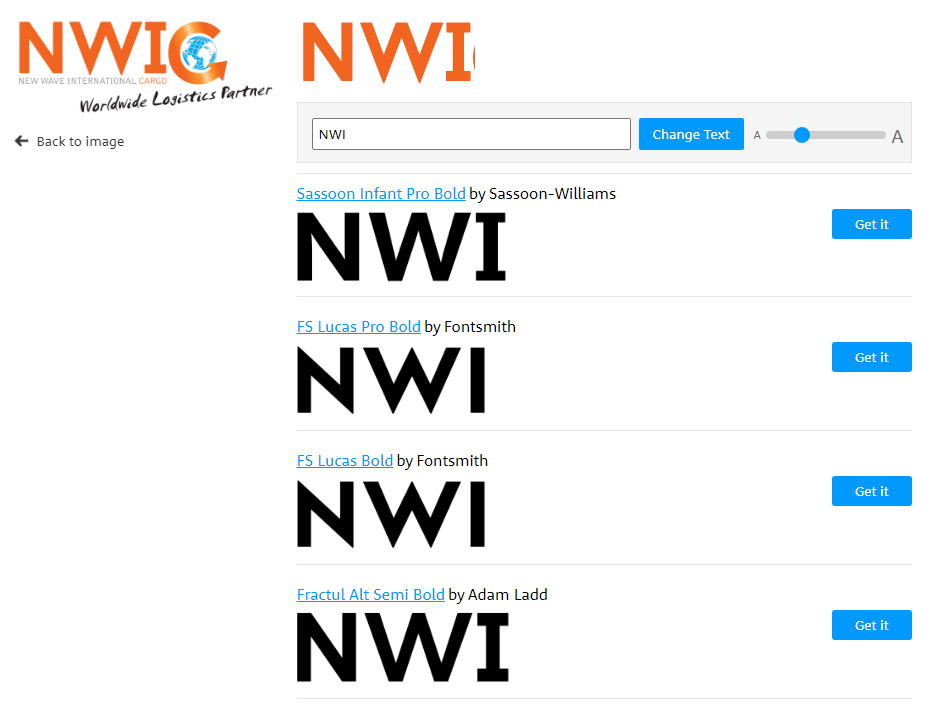 NWIC
NEW WAVE INTERNATIONAL CARGO
Worldwide Logistics Partner
Back to image
NWI
NWI
Change Text
A
A
Sassoon Infant Pro Bold by Sassoon-Williams
NWI
Get it
FS Lucas Pro Bold by Fontsmith
NWI
Get it
FS Lucas Bold by Fontsmith
NWI
Get it
Fractul Alt Semi Bold by Adam Ladd
NWI
Get it